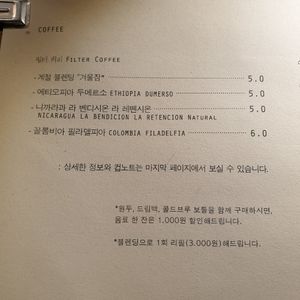 COFFEE
필터 커피 FILTER COFFEE
- 계절 블렌딩 "겨울잠" 5.0
- 에티오피아 두메르소 ETHIOPIA DUMERSO 5.0
- 니카라과 라 벤디시온 라 레텐시온 5.0
NICARAGUA LA BENDICION LA RETENCION NATURAL
- 콜롬비아 필라델피아 COLOMBIA FILADELFIA 6.0
: 상세한 정보와 컵노트는 마지막 페이지에서 보실 수 있습니다.
*원두, 드립백, 콜드브루 보틀을 함께 구매하시면,
음료 한 잔은 1,000원 할인해드립니다.
*블렌딩으로 1회 리필(3,000원)해드립니다.